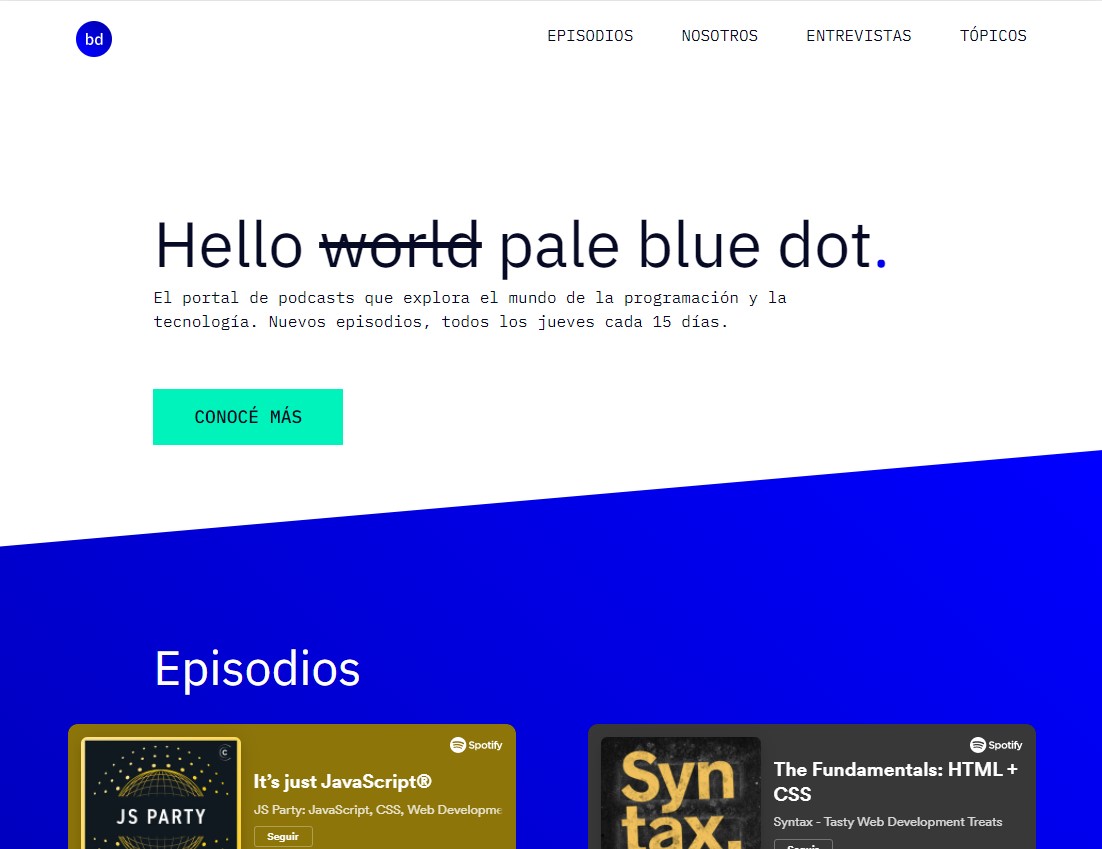 bd
EPISODIOS NOSOTROS ENTREVISTAS TÓPICOS
Hello world pale blue dot.
El portal de podcasts que explora el mundo de la programación y la
tecnología. Nuevos episodios, todos los jueves cada 15 días.
CONOCÉ MÁS
Episodios
Spotify
C
JS PARTY
It's just JavaScript®
JS Party: JavaScript, CSS, Web Developme
Seguir
Spotify
Syn
tax.
The Fundamentals: HTML +
CSS
Syntax - Tasty Web Development Treats
Seguir